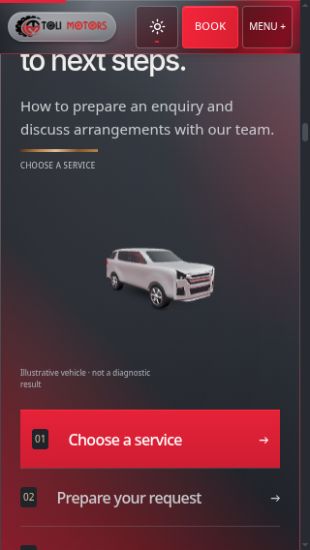 TOLI MOTORS
BOOK
MENU +
to next steps.
How to prepare an enquiry and
discuss arrangements with our team.
CHOOSE A SERVICE
Illustrative vehicle · not a diagnostic
result
01 Choose a service →
02 Prepare your request →